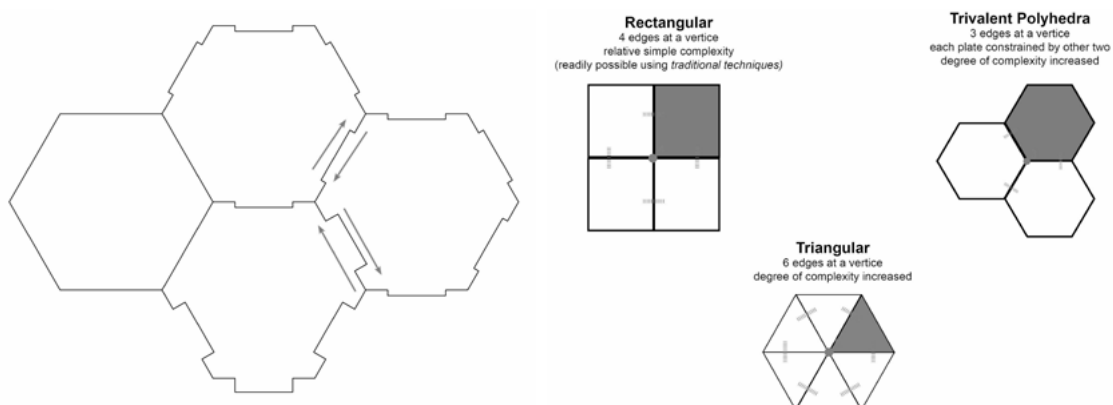 Rectangular
4 edges at a vertice
relative simple complexity
(readily possible using traditional techniques)
Trivalent Polyhedra
3 edges at a vertice
each plate constrained by other two
degree of complexity increased
Triangular
6 edges at a vertice
degree of complexity increased